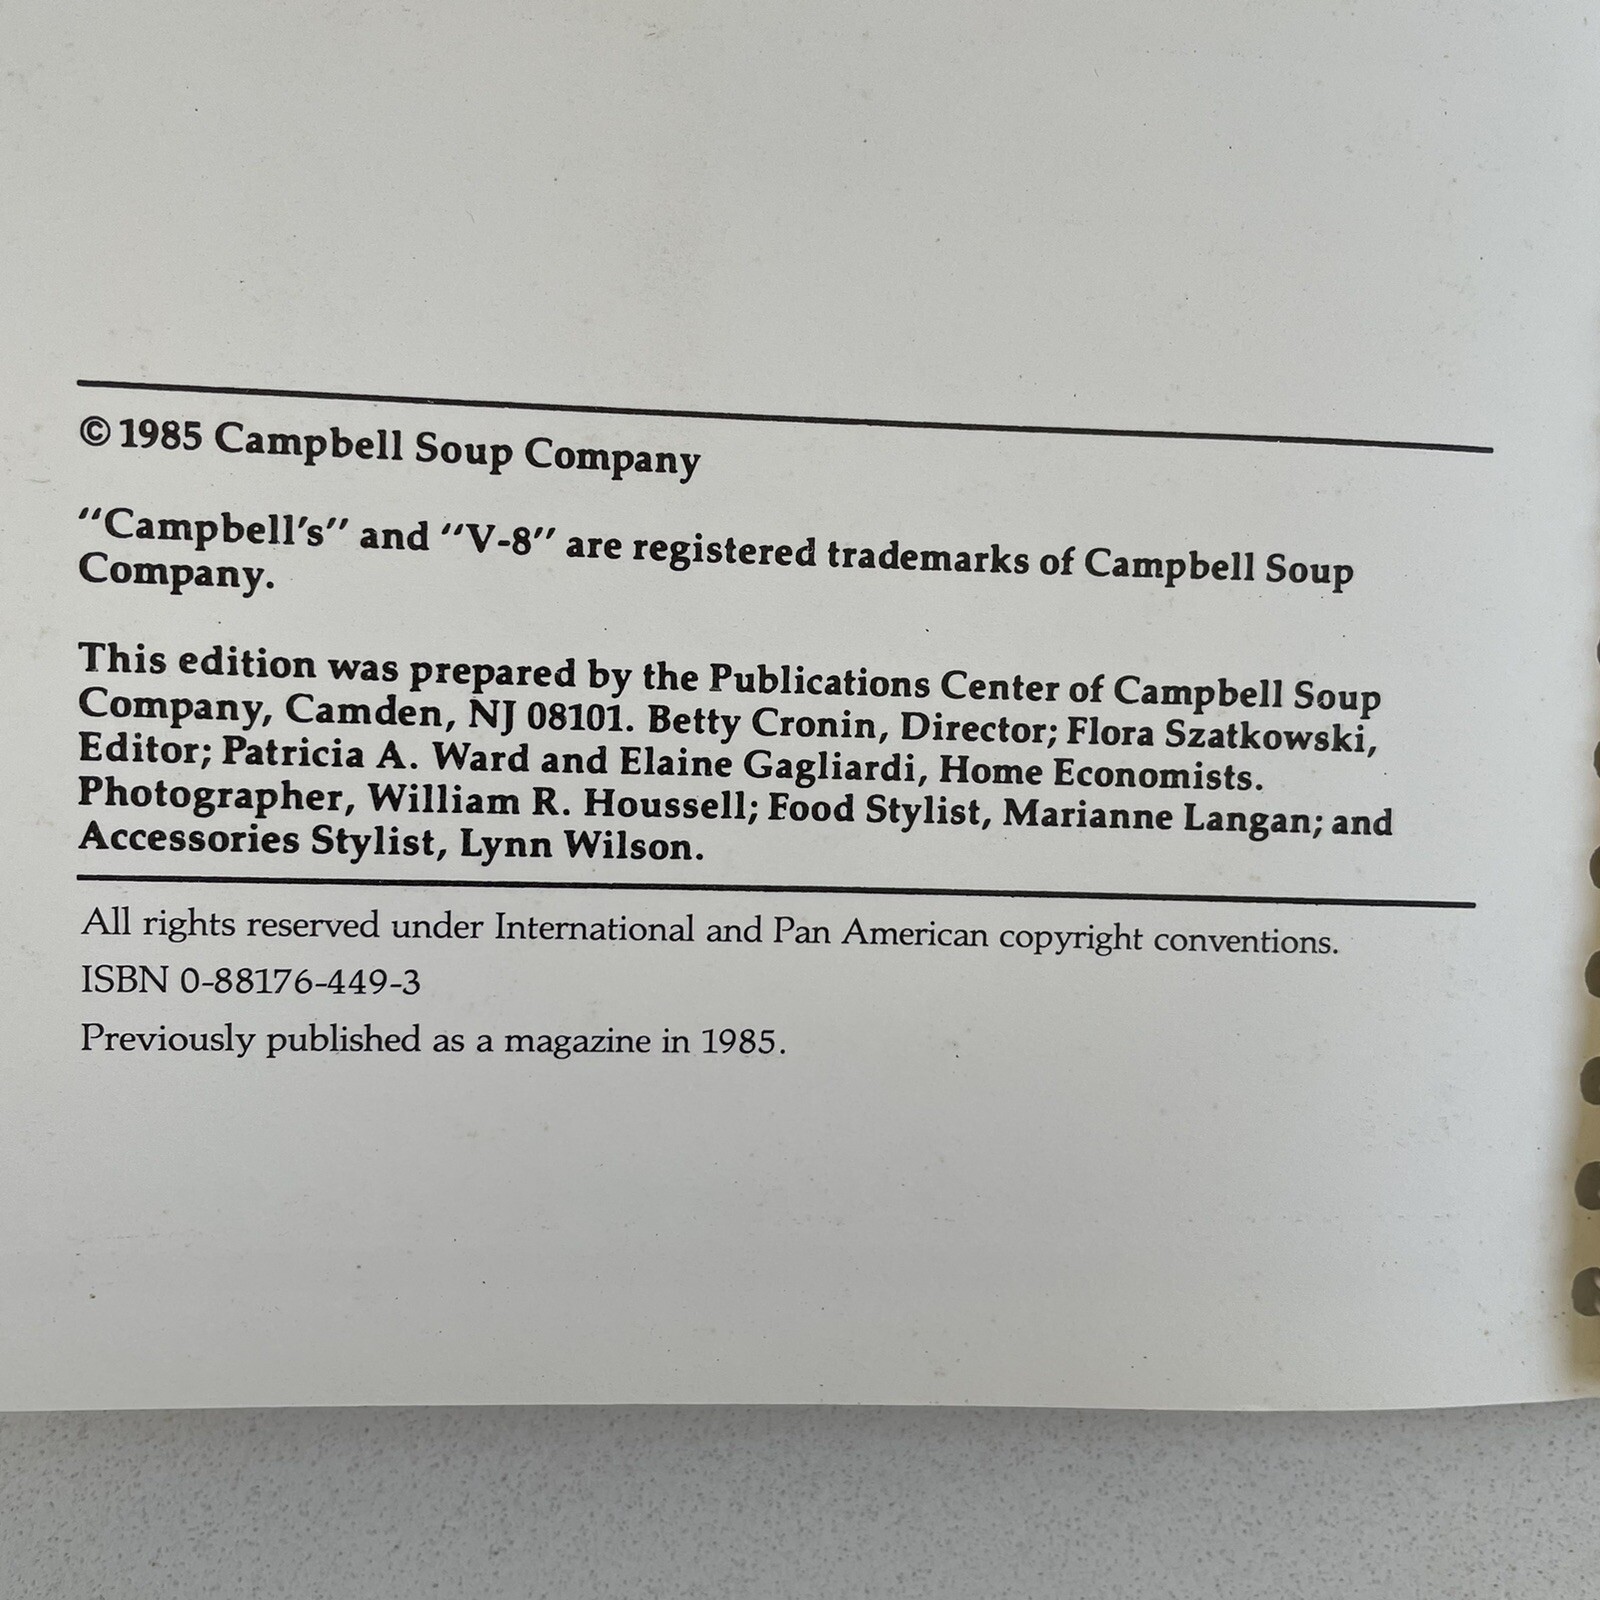 © 1985 Campbell Soup Company
“Campbell's” and “V-8” are registered trademarks of Campbell Soup
Company.
This edition was prepared by the Publications Center of Campbell Soup
Company, Camden, NJ 08101. Betty Cronin, Director; Flora Szatkowski,
Editor; Patricia A. Ward and Elaine Gagliardi, Home Economists.
Photographer, William R. Houssell; Food Stylist, Marianne Langan; and
Accessories Stylist, Lynn Wilson.
All rights reserved under International and Pan American copyright conventions.
ISBN 0-88176-449-3
Previously published as a magazine in 1985.